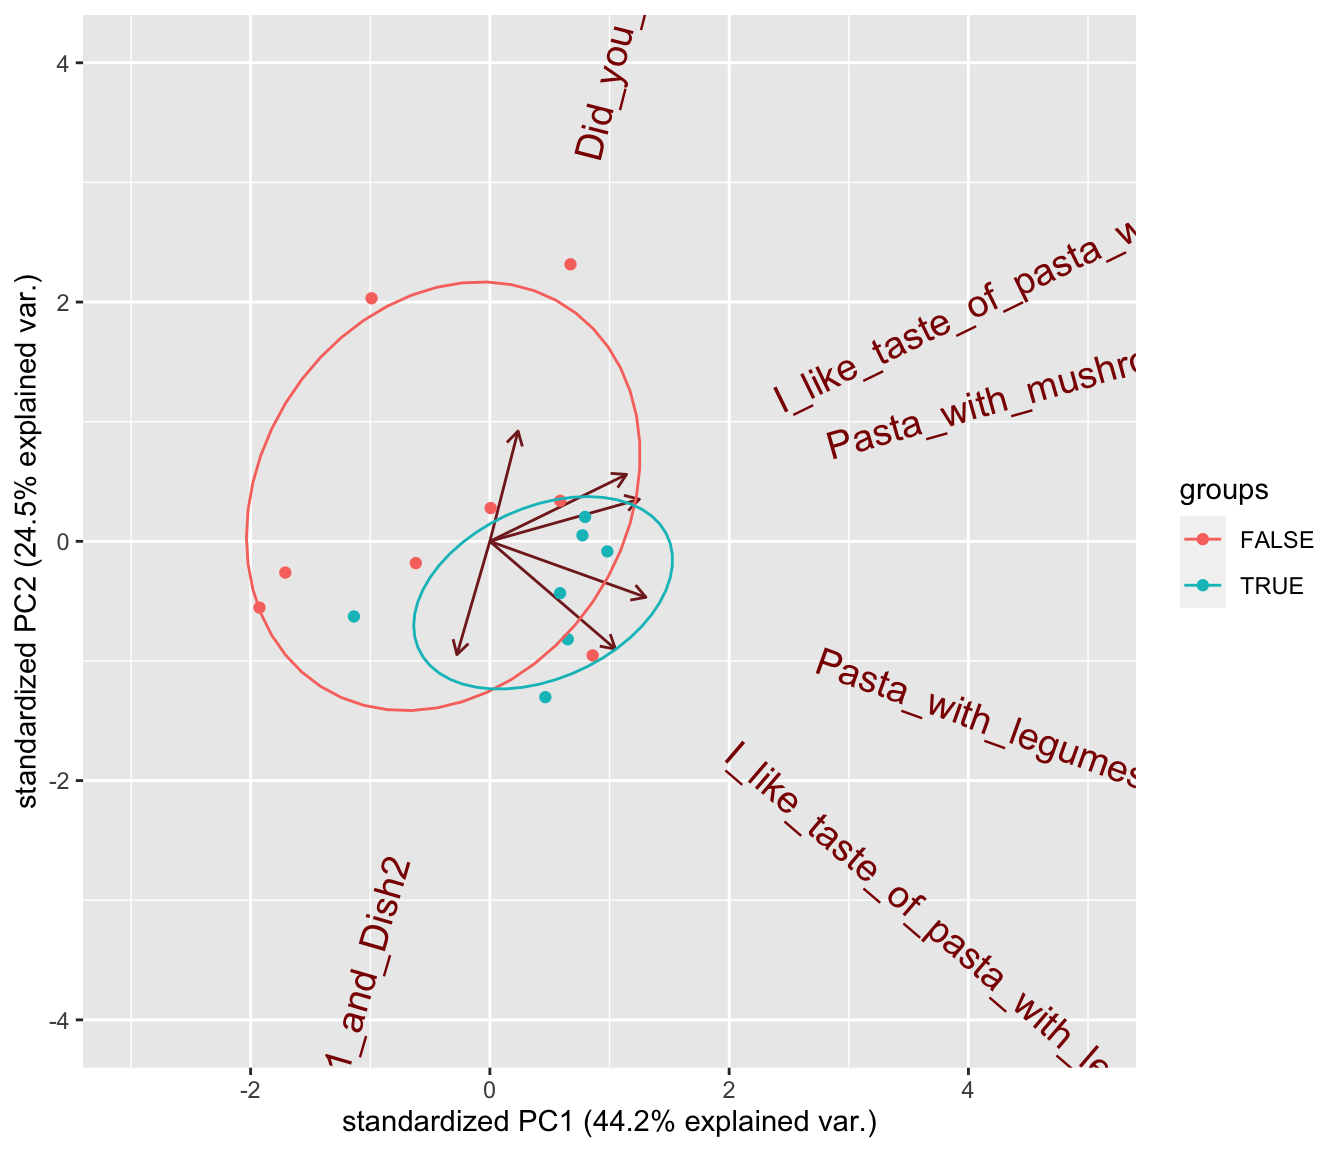 Did_you_
I_like_taste_of_pasta_w
Pasta_with_mushro
Pasta_with_legumes
I_like_taste_of_pasta_with_le
1_and_Dish2
4
2
0
-2
-4
-2
0
2
4
standardized PC1 (44.2% explained var.)
standardized PC2 (24.5% explained var.)
groups
FALSE
TRUE